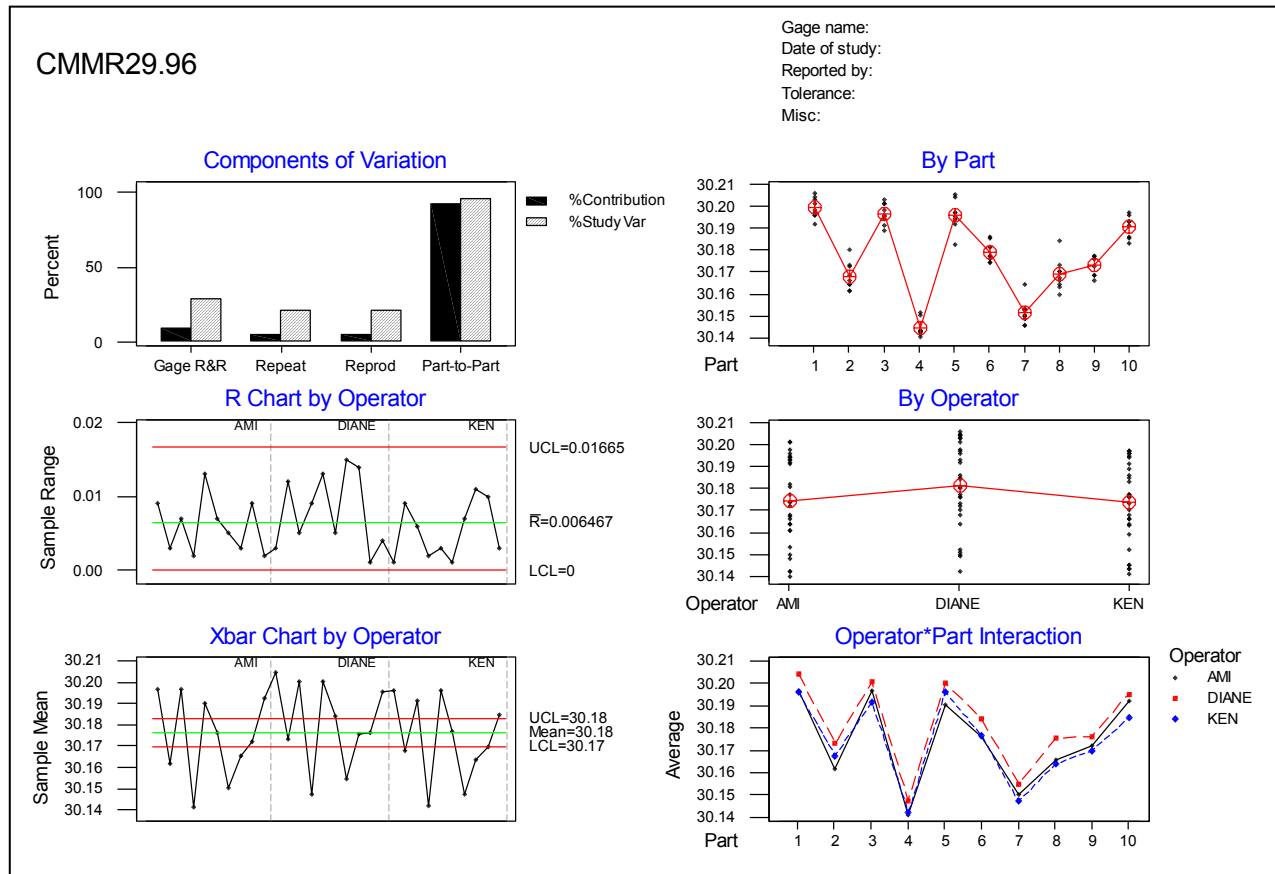 CMMR29.96
Gage name:
Date of study:
Reported by:
Tolerance:
Misc:
Components of Variation
100
50
0
Percent
Gage R&R Repeat Reprod Part-to-Part
%Contribution
%Study Var
By Part
30.21
30.20
30.19
30.18
30.17
30.16
30.15
30.14
Part 1 2 3 4 5 6 7 8 9 10
R Chart by Operator
AMI DIANE KEN
0.02
0.01
0.00
Sample Range
UCL=0.01665
R̅=0.006467
LCL=0
By Operator
30.21
30.20
30.19
30.18
30.17
30.16
30.15
30.14
Operator AMI DIANE KEN
Xbar Chart by Operator
AMI DIANE KEN
30.21
30.20
30.19
30.18
30.17
30.16
30.15
30.14
Sample Mean
UCL=30.18
Mean=30.18
LCL=30.17
Operator*Part Interaction
30.21
30.20
30.19
30.18
30.17
30.16
30.15
30.14
Average
Part 1 2 3 4 5 6 7 8 9 10
Operator
AMI
DIANE
KEN